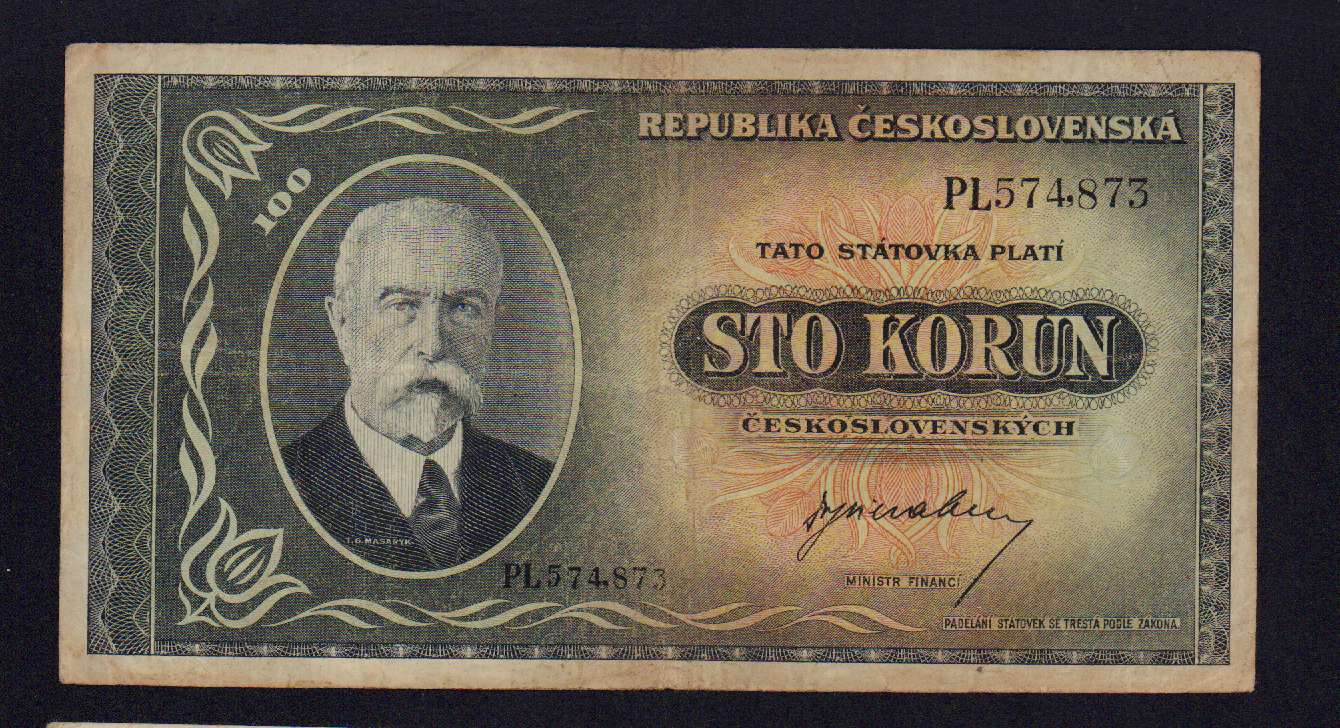 REPUBLIKA ČESKOSLOVENSKÁ
100
PL574,873
TATO STÁTOVKA PLATÍ
STO KORUN
ČESKOSLOVENSKÝCH
T. G. MASARYK
PL574,873
MINISTR FINANCÍ
PADĚLÁNÍ STÁTOVEK SE TRESTÁ PODLE ZÁKONA.